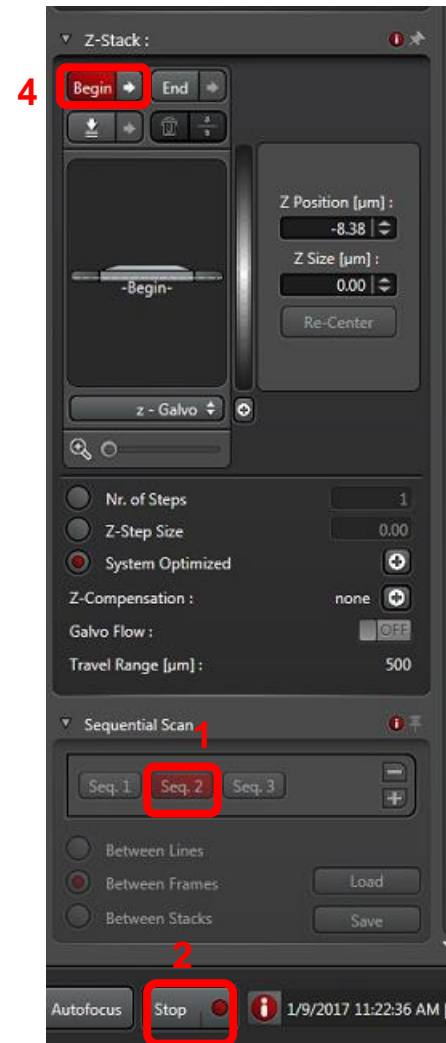 Z-Stack :
4
Begin End
Z Position [µm] :
-8.38
Z Size [µm] :
0.00
Re-Center
-Begin-
z - Galvo
Nr. of Steps 1
Z-Step Size 0.00
System Optimized
Z-Compensation : none
Galvo Flow : OFF
Travel Range [µm] : 500
Sequential Scan
1
Seq. 1 Seq. 2 Seq. 3
Between Lines
Between Frames Load
Between Stacks Save
2
Autofocus Stop 1/9/2017 11:22:36 AM